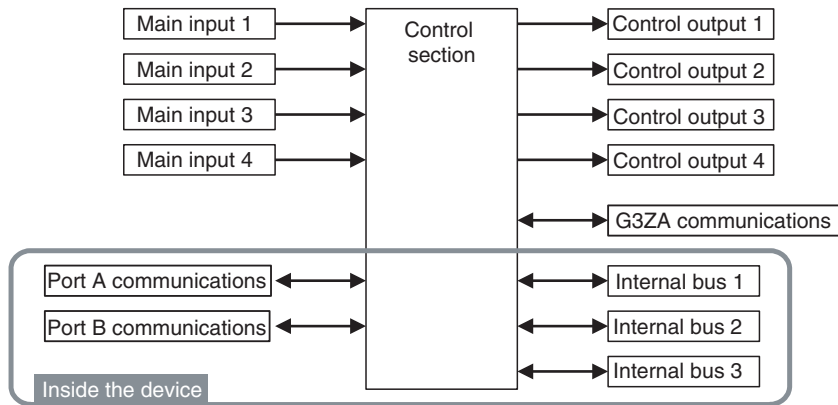 Main input 1
Main input 2
Main input 3
Main input 4
Control
section
Control output 1
Control output 2
Control output 3
Control output 4
G3ZA communications
Port A communications
Port B communications
Internal bus 1
Internal bus 2
Internal bus 3
Inside the device